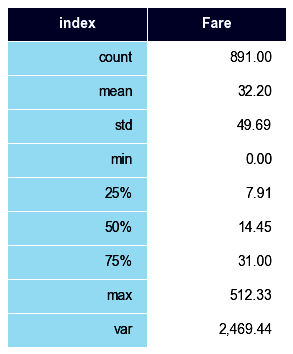 index Fare
count 891.00
mean 32.20
std 49.69
min 0.00
25% 7.91
50% 14.45
75% 31.00
max 512.33
var 2,469.44